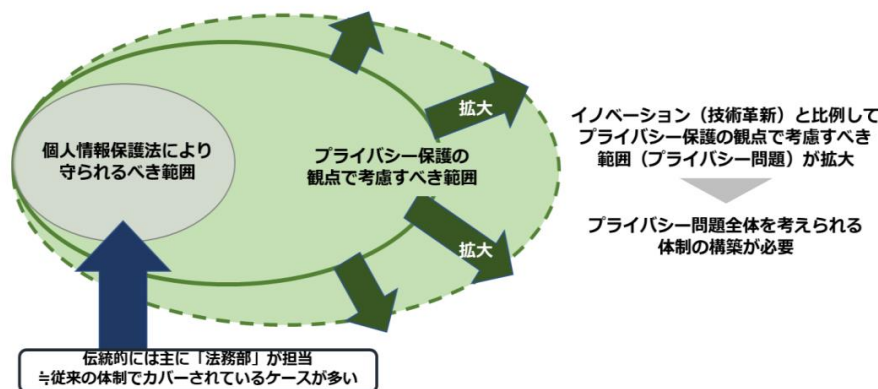 個人情報保護法により
守られるべき範囲
プライバシー保護の
観点で考慮すべき範囲
拡大
拡大
イノベーション（技術革新）と比例して
プライバシー保護の観点で考慮すべき
範囲（プライバシー問題）が拡大
プライバシー問題全体を考えられる
体制の構築が必要
伝統的には主に「法務部」が担当
≒従来の体制でカバーされているケースが多い